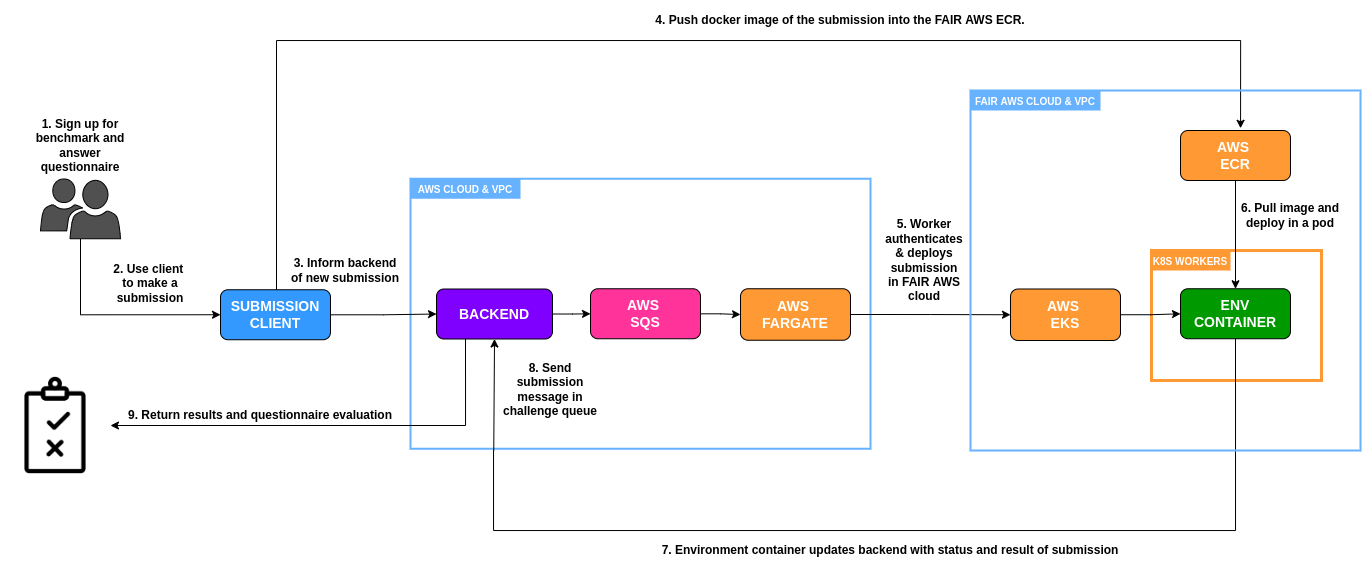 4. Push docker image of the submission into the FAIR AWS ECR.
1. Sign up for
benchmark and
answer
questionnaire
2. Use client
to make a
submission
SUBMISSION
CLIENT
3. Inform backend
of new submission
AWS CLOUD & VPC
BACKEND
AWS
SQS
AWS
FARGATE
5. Worker
authenticates
& deploys
submission
in FAIR AWS
cloud
FAIR AWS CLOUD & VPC
AWS
ECR
6. Pull image and
deploy in a pod
K8S WORKERS
AWS
EKS
ENV
CONTAINER
8. Send
submission
message in
challenge queue
9. Return results and questionnaire evaluation
7. Environment container updates backend with status and result of submission